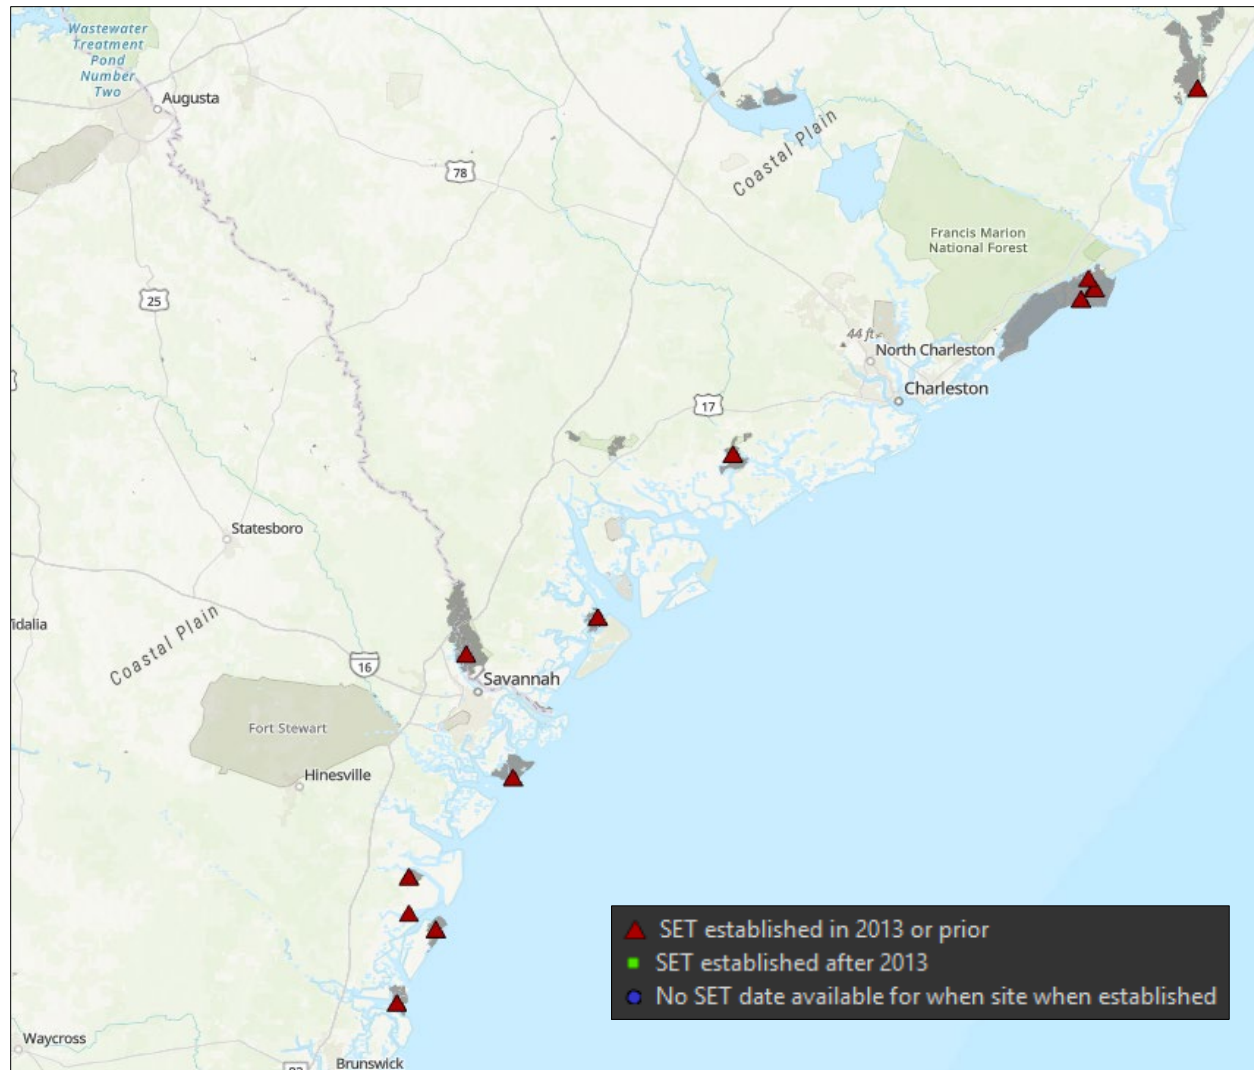 Wastewater
Treatment
Pond
Number
Two
Augusta
78
Coastal Plain
Francis Marion
National Forest
25
44 ft
North Charleston
Charleston
17
Statesboro
Coastal Plain
16
Savannah
Fort Stewart
Hinesville
SET established in 2013 or prior
SET established after 2013
No SET date available for when site when established
Waycross
Brunswick